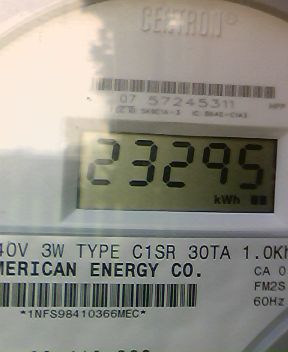 CENTRON®
07 57245311
23295
kWh
40V 3W TYPE C1SR 30TA 1.0Kh
MERICAN ENERGY CO.
CA 0
FM2S
60Hz
*1NFS98410366MEC*